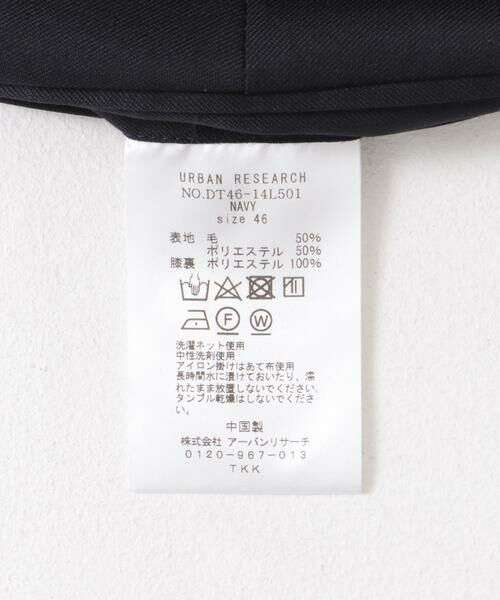 URBAN RESEARCH
NO.DT46-14L501
NAVY
size 46
表地 毛 50%
ポリエステル 50%
膝裏 ポリエステル 100%
F W
洗濯ネット使用
中性洗剤使用
アイロン掛けはあて布使用
長時間水に漬けておいたり、濡
れたまま放置しないでくださ
い。
タンブル乾燥はしないでください。
中国製
株式会社 アーバンリサーチ
0120-967-013
TKK